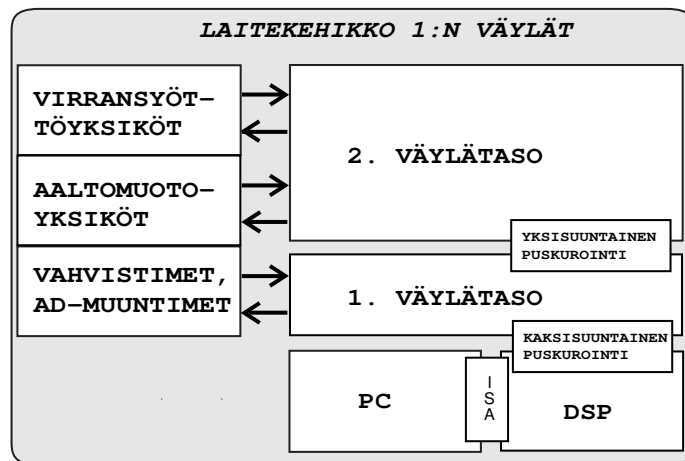 LAITEKEHIKKO 1:N VÄYLÄT
VIRRANSYÖT-
TÖYKSIKÖT
AALTOMUOTO-
YKSIKÖT
VAHVISTIMET,
AD-MUUNTIMET
2. VÄYLÄTASO
YKSISUUNTAINEN
PUSKUROINTI
1. VÄYLÄTASO
KAKSISUUNTAINEN
PUSKUROINTI
PC
I
S
A
DSP